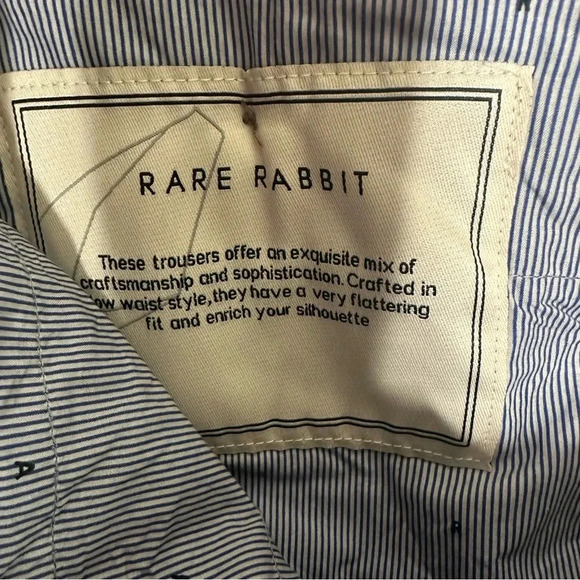 RARE RABBIT
These trousers offer an exquisite mix of
craftsmanship and sophistication. Crafted in
low waist style, they have a very flattering
fit and enrich your silhouette
R
R